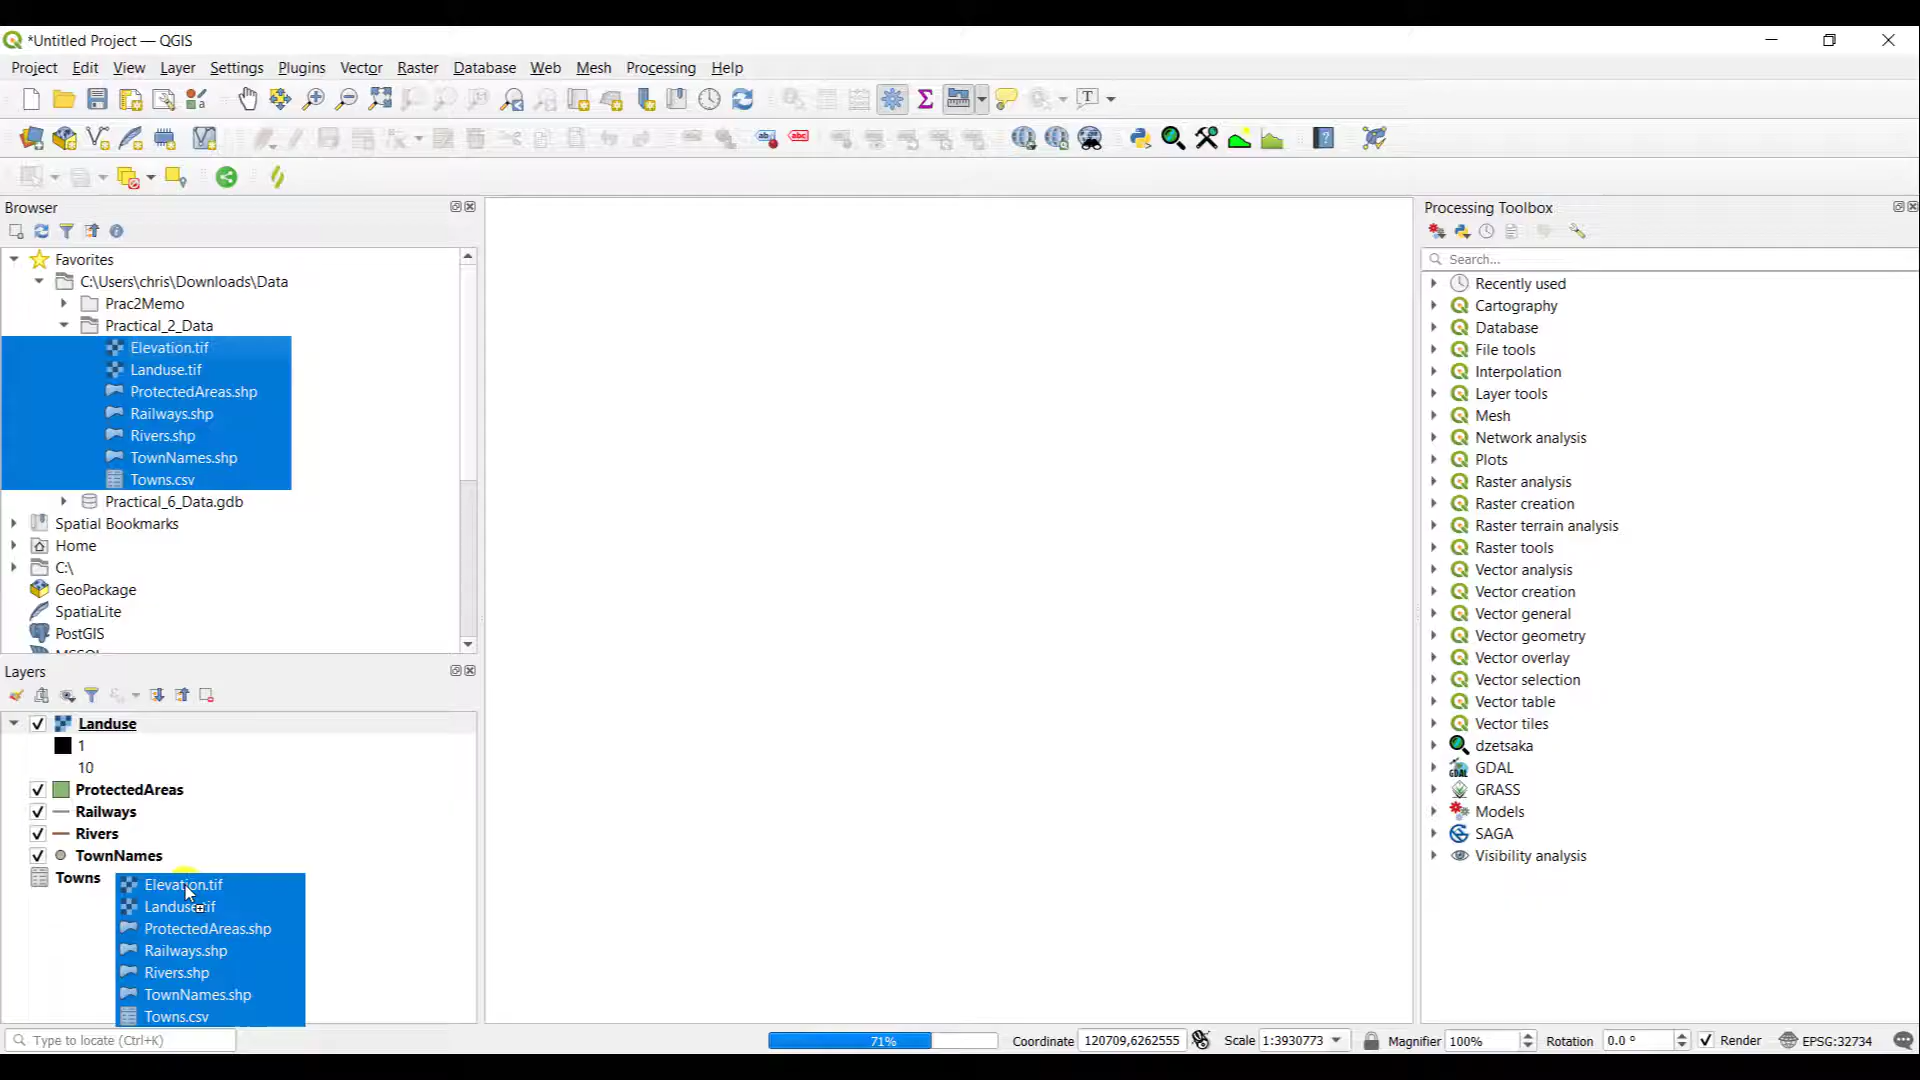 *Untitled Project — QGIS
Project Edit View Layer Settings Plugins Vector Raster Database Web Mesh Processing Help
Browser
Favorites
C:\Users\chris\Downloads\Data
Prac2Memo
Practical_2_Data
Elevation.tif
Landuse.tif
ProtectedAreas.shp
Railways.shp
Rivers.shp
TownNames.shp
Towns.csv
Practical_6_Data.gdb
Spatial Bookmarks
Home
C:\
GeoPackage
SpatiaLite
PostGIS
Layers
Landuse
1
10
ProtectedAreas
Railways
Rivers
TownNames
Towns
Elevation.tif
Landuse.tif
ProtectedAreas.shp
Railways.shp
Rivers.shp
TownNames.shp
Towns.csv
Processing Toolbox
Search...
Recently used
Cartography
Database
File tools
Interpolation
Layer tools
Mesh
Network analysis
Plots
Raster analysis
Raster creation
Raster terrain analysis
Raster tools
Vector analysis
Vector creation
Vector general
Vector geometry
Vector overlay
Vector selection
Vector table
Vector tiles
dzetsaka
GDAL
GRASS
Models
SAGA
Visibility analysis
Type to locate (Ctrl+K) 71% Coordinate 120709,6262555 Scale 1:3930773 Magnifier 100% Rotation 0.0 ° Render EPSG:32734